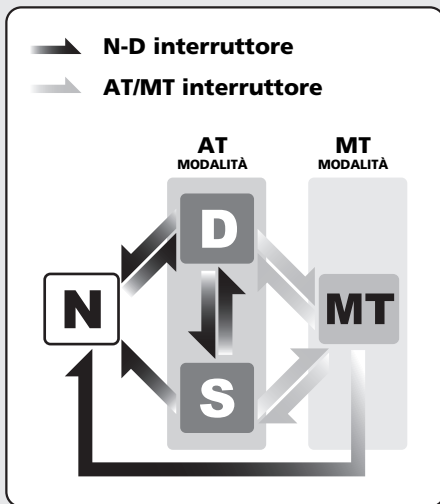 N-D interruttore
AT/MT interruttore
AT MT
MODALITÀ MODALITÀ
D
N MT
S